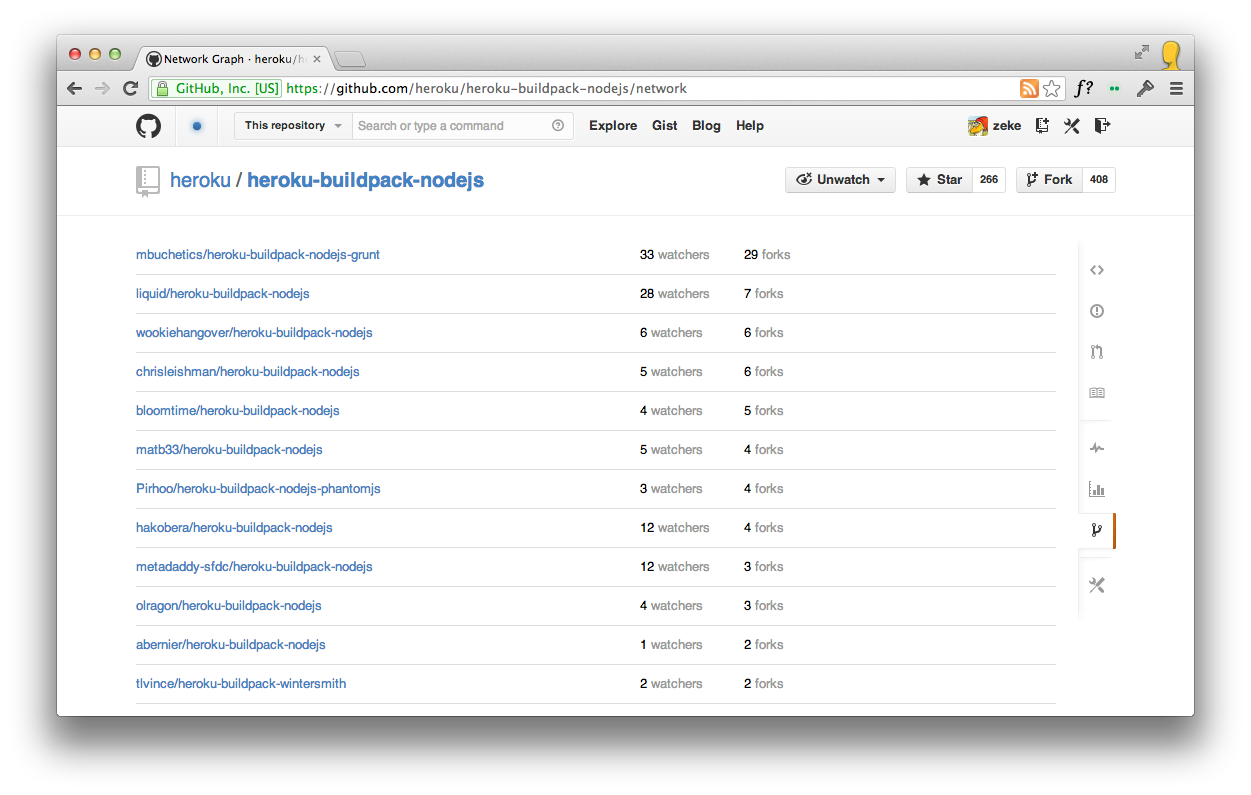 Network Graph · heroku/h
GitHub, Inc. [US] https://github.com/heroku/heroku-buildpack-nodejs/network
f?
This repository Search or type a command Explore Gist Blog Help zeke
heroku / heroku-buildpack-nodejs Unwatch Star 266 Fork 408
mbuchetics/heroku-buildpack-nodejs-grunt 33 watchers 29 forks
liquid/heroku-buildpack-nodejs 28 watchers 7 forks
wookiehangover/heroku-buildpack-nodejs 6 watchers 6 forks
chrisleishman/heroku-buildpack-nodejs 5 watchers 6 forks
bloomtime/heroku-buildpack-nodejs 4 watchers 5 forks
matb33/heroku-buildpack-nodejs 5 watchers 4 forks
Pirhoo/heroku-buildpack-nodejs-phantomjs 3 watchers 4 forks
hakobera/heroku-buildpack-nodejs 12 watchers 4 forks
metadaddy-sfdc/heroku-buildpack-nodejs 12 watchers 3 forks
olragon/heroku-buildpack-nodejs 4 watchers 3 forks
abernier/heroku-buildpack-nodejs 1 watchers 2 forks
tlvince/heroku-buildpack-wintersmith 2 watchers 2 forks